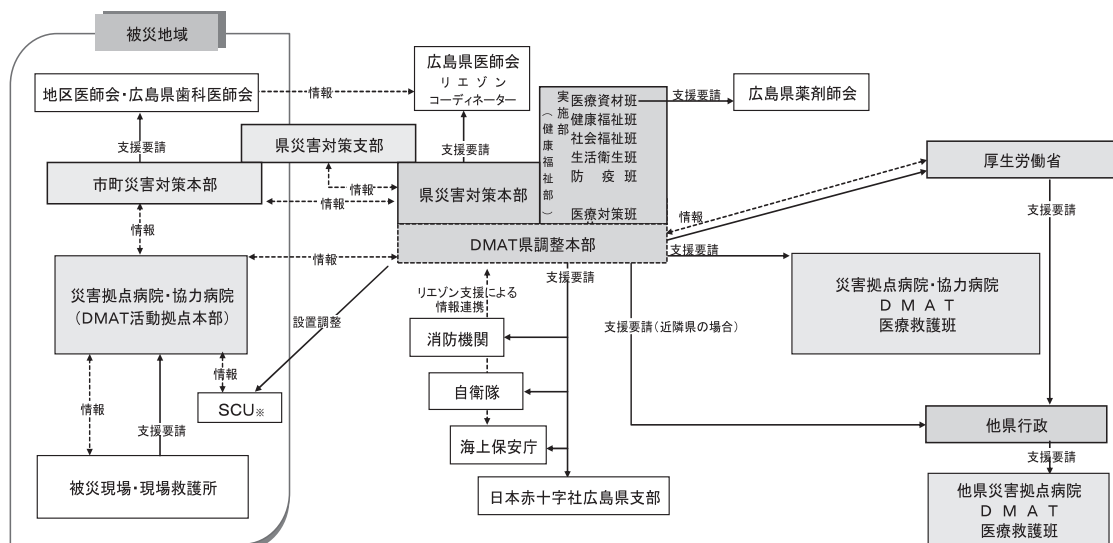 被災地域
地区医師会・広島県歯科医師会
情報
広島県医師会
リエゾン
コーディネーター
実施部(健康福祉部)
医療資材班
健康福祉班
社会福祉班
生活衛生班
防疫班
医療対策班
支援要請
広島県薬剤師会
支援要請
県災害対策支部
支援要請
市町災害対策本部
情報
情報
県災害対策本部
厚生労働省
情報
支援要請
DMAT県調整本部
支援要請
情報
支援要請
災害拠点病院・協力病院
(DMAT活動拠点本部)
設置調整
リエゾン支援による
情報連携
消防機関
支援要請(近隣県の場合)
災害拠点病院・協力病院
DMAT
医療救護班
情報
自衛隊
SCU※
情報
支援要請
海上保安庁
他県行政
支援要請
被災現場・現場救護所
日本赤十字社広島県支部
他県災害拠点病院
DMAT
医療救護班